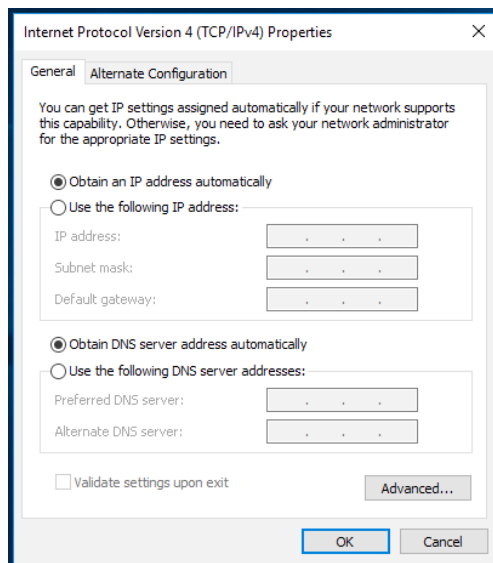 Internet Protocol Version 4 (TCP/IPv4) Properties
General
Alternate Configuration
You can get IP settings assigned automatically if your network supports
this capability. Otherwise, you need to ask your network administrator
for the appropriate IP settings.
Obtain an IP address automatically
Use the following IP address:
IP address:
Subnet mask:
Default gateway:
Obtain DNS server address automatically
Use the following DNS server addresses:
Preferred DNS server:
Alternate DNS server:
Validate settings upon exit
Advanced...
OK
Cancel